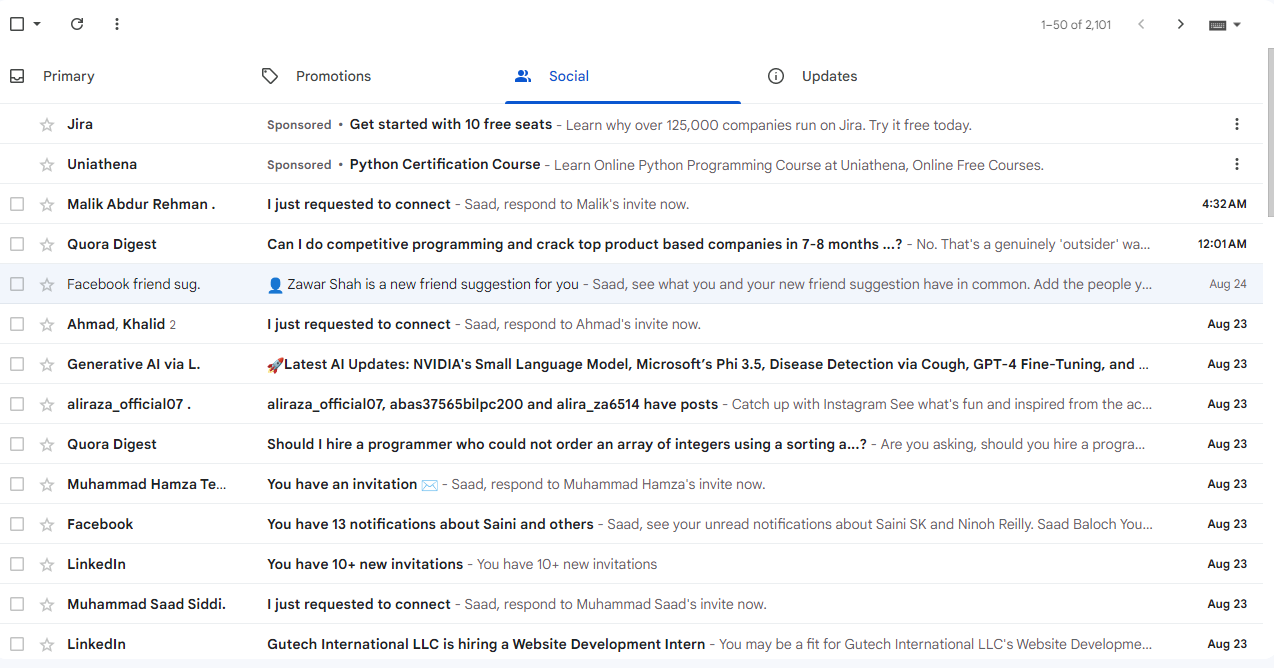 1–50 of 2,101
Primary Promotions Social Updates
Jira Sponsored • Get started with 10 free seats - Learn why over 125,000 companies run on Jira. Try it free today.
Uniathena Sponsored • Python Certification Course - Learn Online Python Programming Course at Uniathena, Online Free Courses.
Malik Abdur Rehman . I just requested to connect - Saad, respond to Malik's invite now. 4:32 AM
Quora Digest Can I do competitive programming and crack top product based companies in 7-8 months ...? - No. That's a genuinely 'outsider' wa... 12:01 AM
Facebook friend sug. 👤 Zawar Shah is a new friend suggestion for you - Saad, see what you and your new friend suggestion have in common. Add the people y... Aug 24
Ahmad, Khalid 2 I just requested to connect - Saad, respond to Ahmad's invite now. Aug 23
Generative AI via L. 🚀Latest AI Updates: NVIDIA's Small Language Model, Microsoft’s Phi 3.5, Disease Detection via Cough, GPT-4 Fine-Tuning, and ... Aug 23
aliraza_official07 . aliraza_official07, abas37565bilpc200 and alira_za6514 have posts - Catch up with Instagram See what's fun and inspired from the ac... Aug 23
Quora Digest Should I hire a programmer who could not order an array of integers using a sorting a...? - Are you asking, should you hire a progra... Aug 23
Muhammad Hamza Te... You have an invitation ✉️ - Saad, respond to Muhammad Hamza's invite now. Aug 23
Facebook You have 13 notifications about Saini and others - Saad, see your unread notifications about Saini SK and Ninoh Reilly. Saad Baloch You... Aug 23
LinkedIn You have 10+ new invitations - You have 10+ new invitations Aug 23
Muhammad Saad Siddi. I just requested to connect - Saad, respond to Muhammad Saad's invite now. Aug 23
LinkedIn Gutech International LLC is hiring a Website Development Intern - You may be a fit for Gutech International LLC's Website Developme... Aug 23